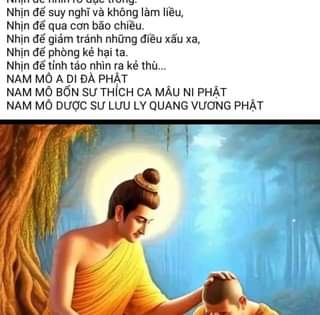 Nhịn để suy nghĩ và không làm liều,
Nhịn để qua cơn bão chiều.
Nhịn để giảm tránh những điều xấu xa,
Nhịn để phòng kẻ hại ta.
Nhịn để tỉnh táo nhìn ra kẻ thù...
NAM MÔ A DI ĐÀ PHẬT
NAM MÔ BỔN SƯ THÍCH CA MÂU NI PHẬT
NAM MÔ DƯỢC SƯ LƯU LY QUANG VƯƠNG PHẬT